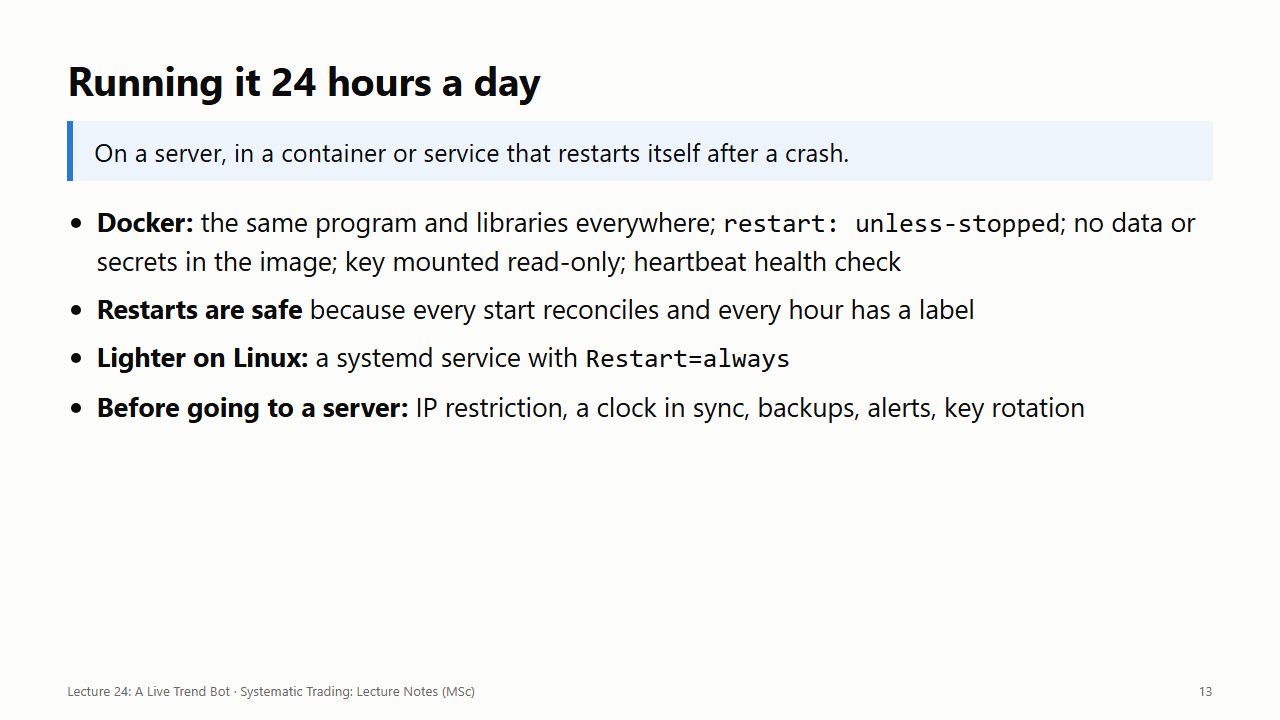 Running it 24 hours a day
On a server, in a container or service that restarts itself after a crash.
• Docker: the same program and libraries everywhere; restart: unless-stopped; no data or
secrets in the image; key mounted read-only; heartbeat health check
• Restarts are safe because every start reconciles and every hour has a label
• Lighter on Linux: a systemd service with Restart=always
• Before going to a server: IP restriction, a clock in sync, backups, alerts, key rotation
Lecture 24: A Live Trend Bot · Systematic Trading: Lecture Notes (MSc)
13